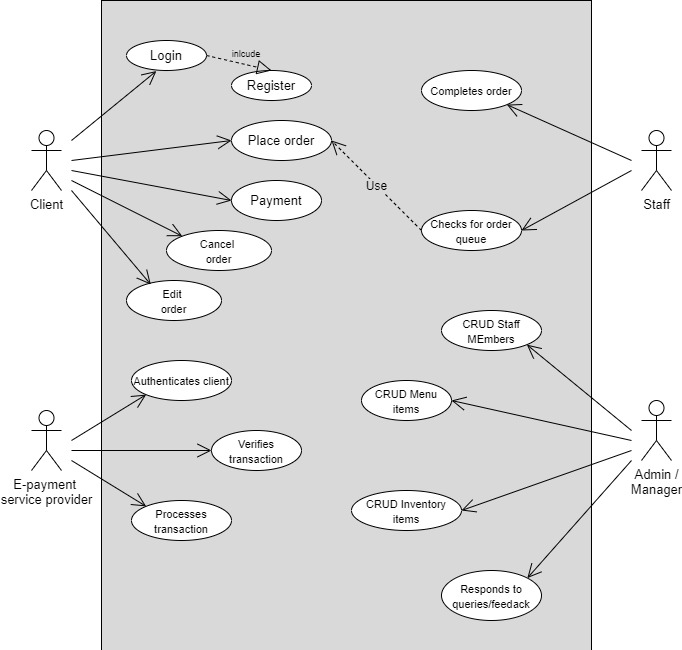 Login
inlcude
Register
Completes order
Place order
Client
Use
Staff
Payment
Checks for order
queue
Cancel
order
Edit
order
CRUD Staff
MEmbers
Authenticates client
CRUD Menu
items
Verifies
transaction
E-payment
service provider
Admin /
Manager
Processes
transaction
CRUD Inventory
items
Responds to
queries/feedack